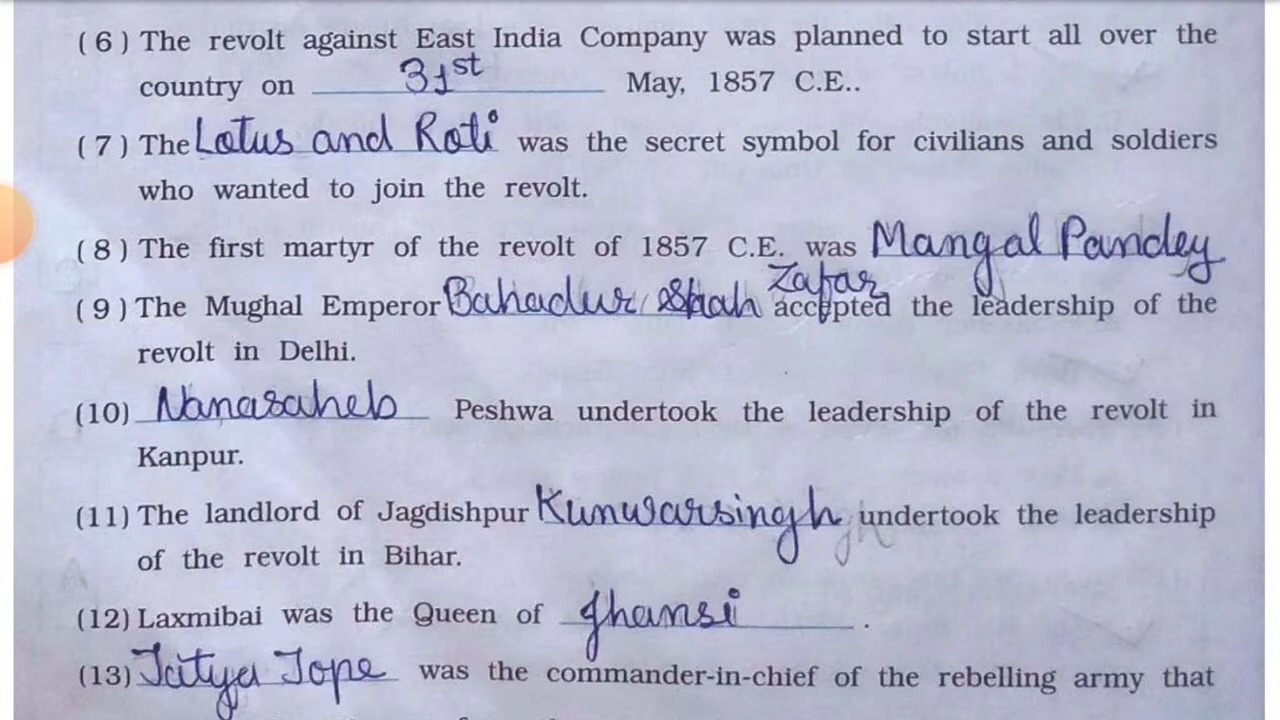 (6) The revolt against East India Company was planned to start all over the
country on 31st May, 1857 C.E..
(7) The Lotus and Roti was the secret symbol for civilians and soldiers
who wanted to join the revolt.
(8) The first martyr of the revolt of 1857 C.E. was Mangal Pandey
(9) The Mughal Emperor Bahadur Shah Zafar accepted the leadership of the
revolt in Delhi.
(10) Nanasaheb Peshwa undertook the leadership of the revolt in
Kanpur.
(11) The landlord of Jagdishpur Kunwarsingh undertook the leadership
of the revolt in Bihar.
(12) Laxmibai was the Queen of Jhansi .
(13) Tatya Tope was the commander-in-chief of the rebelling army that